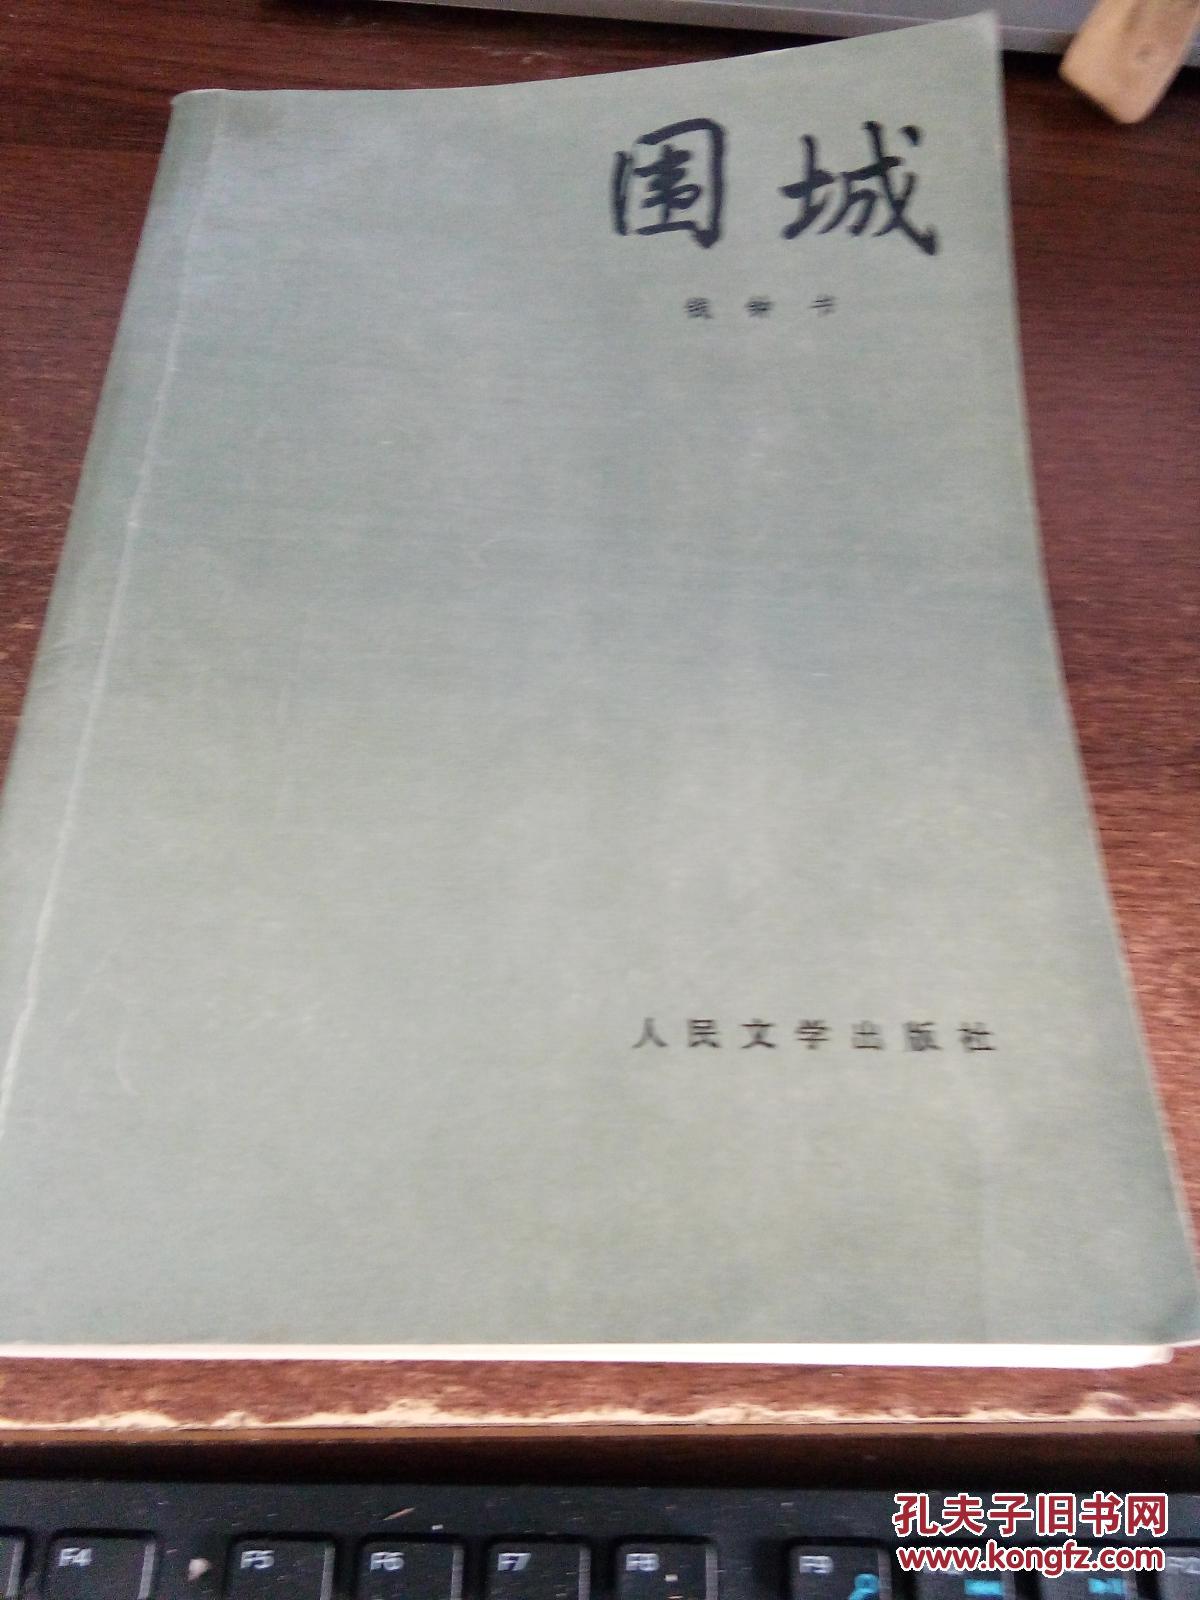 围城
钱钟书
人民文学出版社
F4 F5 F6 F7 F8 F9
孔夫子旧书网
www.kongfz.com